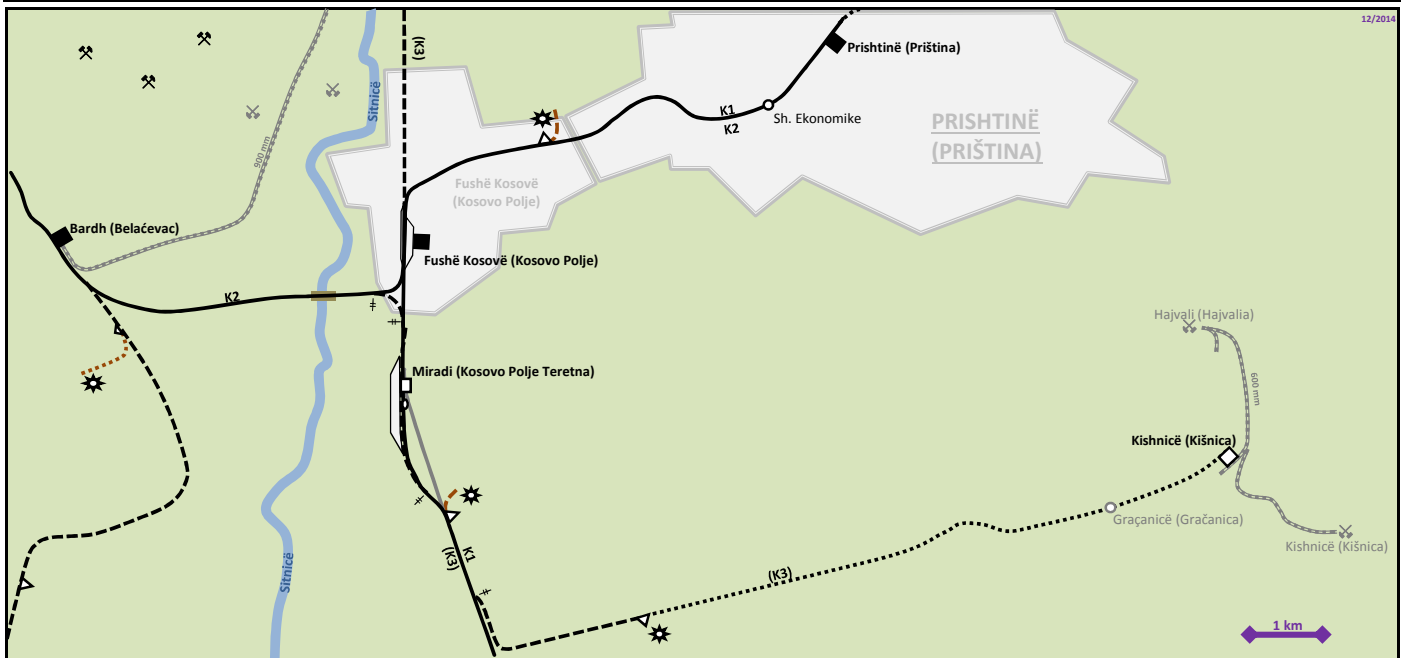 12/2014
(K3)
Prishtinë (Priština)
Sitnicë
K1
K2
Sh. Ekonomike
PRISHTINË
(PRIŠTINA)
900 mm
Fushë Kosovë
(Kosovo Polje)
Bardh (Belaćevac)
Fushë Kosovë (Kosovo Polje)
K2
Hajvali (Hajvalia)
Miradi (Kosovo Polje Teretna)
600 mm
Kishnicë (Kišnica)
Graçanicë (Gračanica)
Kishnicë (Kišnica)
K1
(K3)
Sitnicë
(K3)
1 km